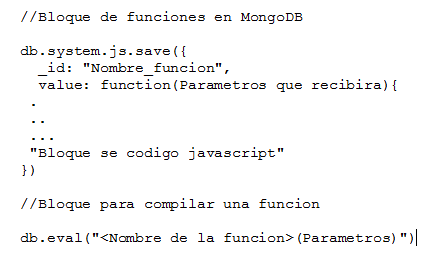 //Bloque de funciones en MongoDB
db.system.js.save({
_id: "Nombre_funcion",
value: function(Parametros que recibira){
.
..
...
"Bloque se codigo javascript"
})
//Bloque para compilar una funcion
db.eval("<Nombre de la funcion>(Parametros)")